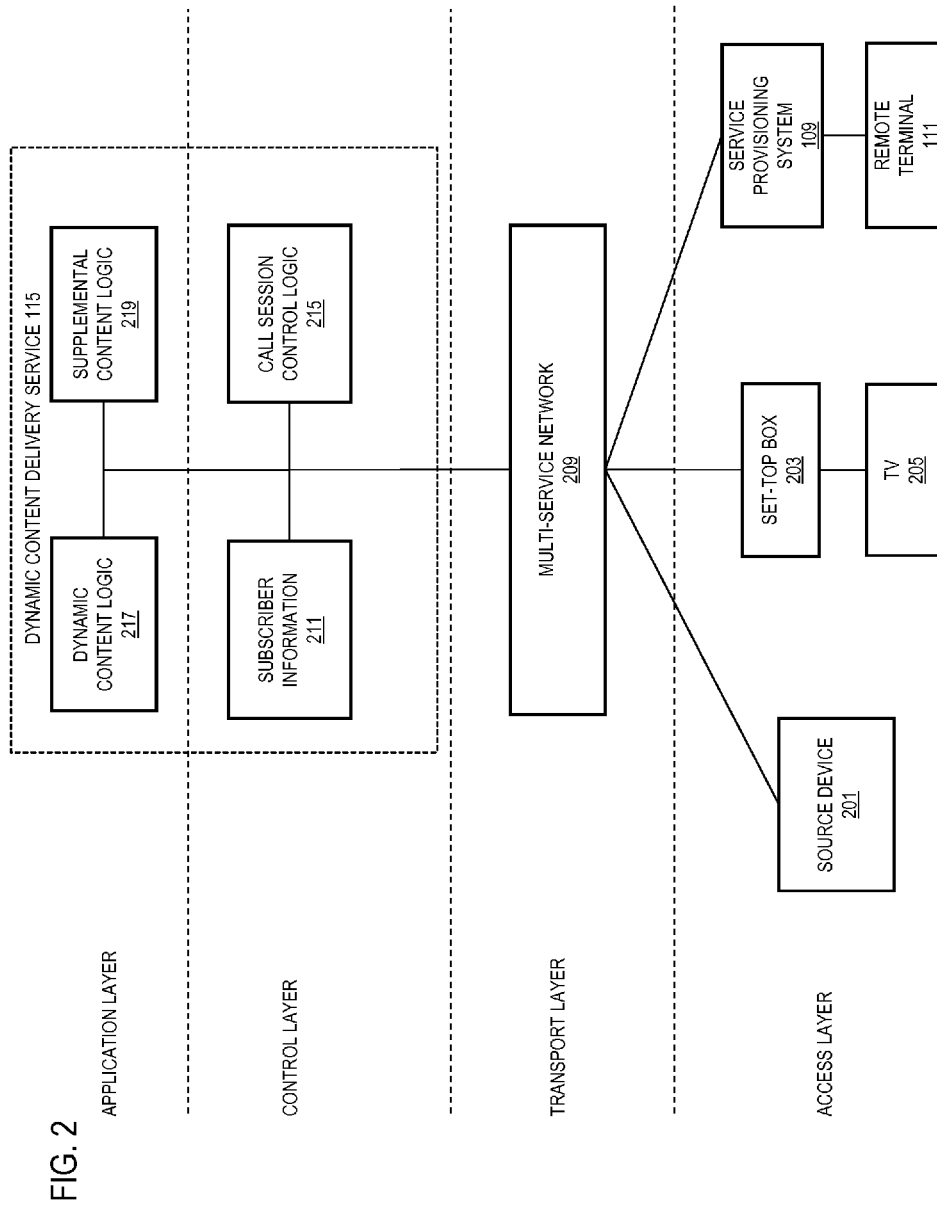 FIG. 2
APPLICATION LAYER
DYNAMIC CONTENT DELIVERY SERVICE 115
DYNAMIC
CONTENT LOGIC
217
SUPPLEMENTAL
CONTENT LOGIC
219
CONTROL LAYER
SUBSCRIBER
INFORMATION
211
CALL SESSION
CONTROL LOGIC
215
TRANSPORT LAYER
MULTI-SERVICE NETWORK
209
ACCESS LAYER
SOURCE DEVICE
201
SET-TOP BOX
203
TV
205
SERVICE
PROVISIONING
SYSTEM
109
REMOTE
TERMINAL
111